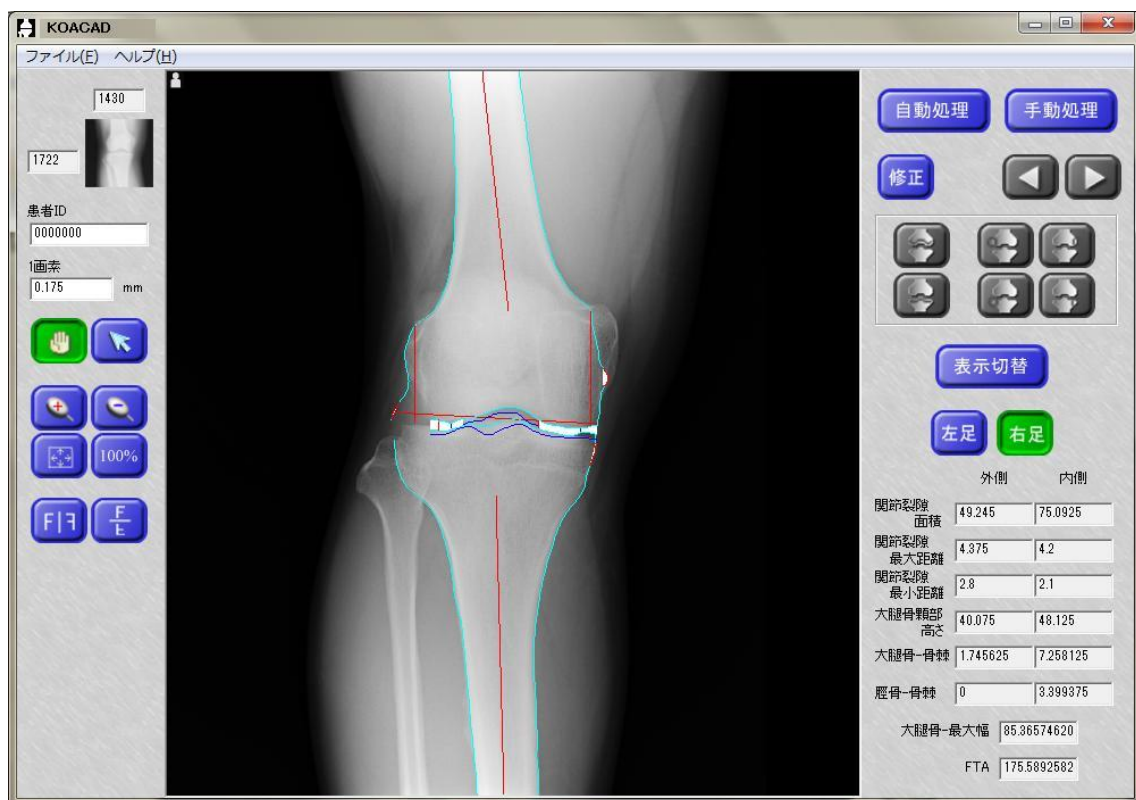 KOACAD
ファイル(F) ヘルプ(H)
1430
1722
患者ID
0000000
1画素
0.175 mm
100%
F
F
自動処理 手動処理
修正
表示切替
左足 右足
外側 内側
関節裂隙
面積 49.245 75.0925
関節裂隙
最大距離 4.375 4.2
関節裂隙
最小距離 2.8 2.1
大腿骨顆部
高さ 40.075 48.125
大腿骨-骨棘 1.745625 7.258125
脛骨-骨棘 0 3.399375
大腿骨-最大幅 85.36574620
FTA 175.5892582